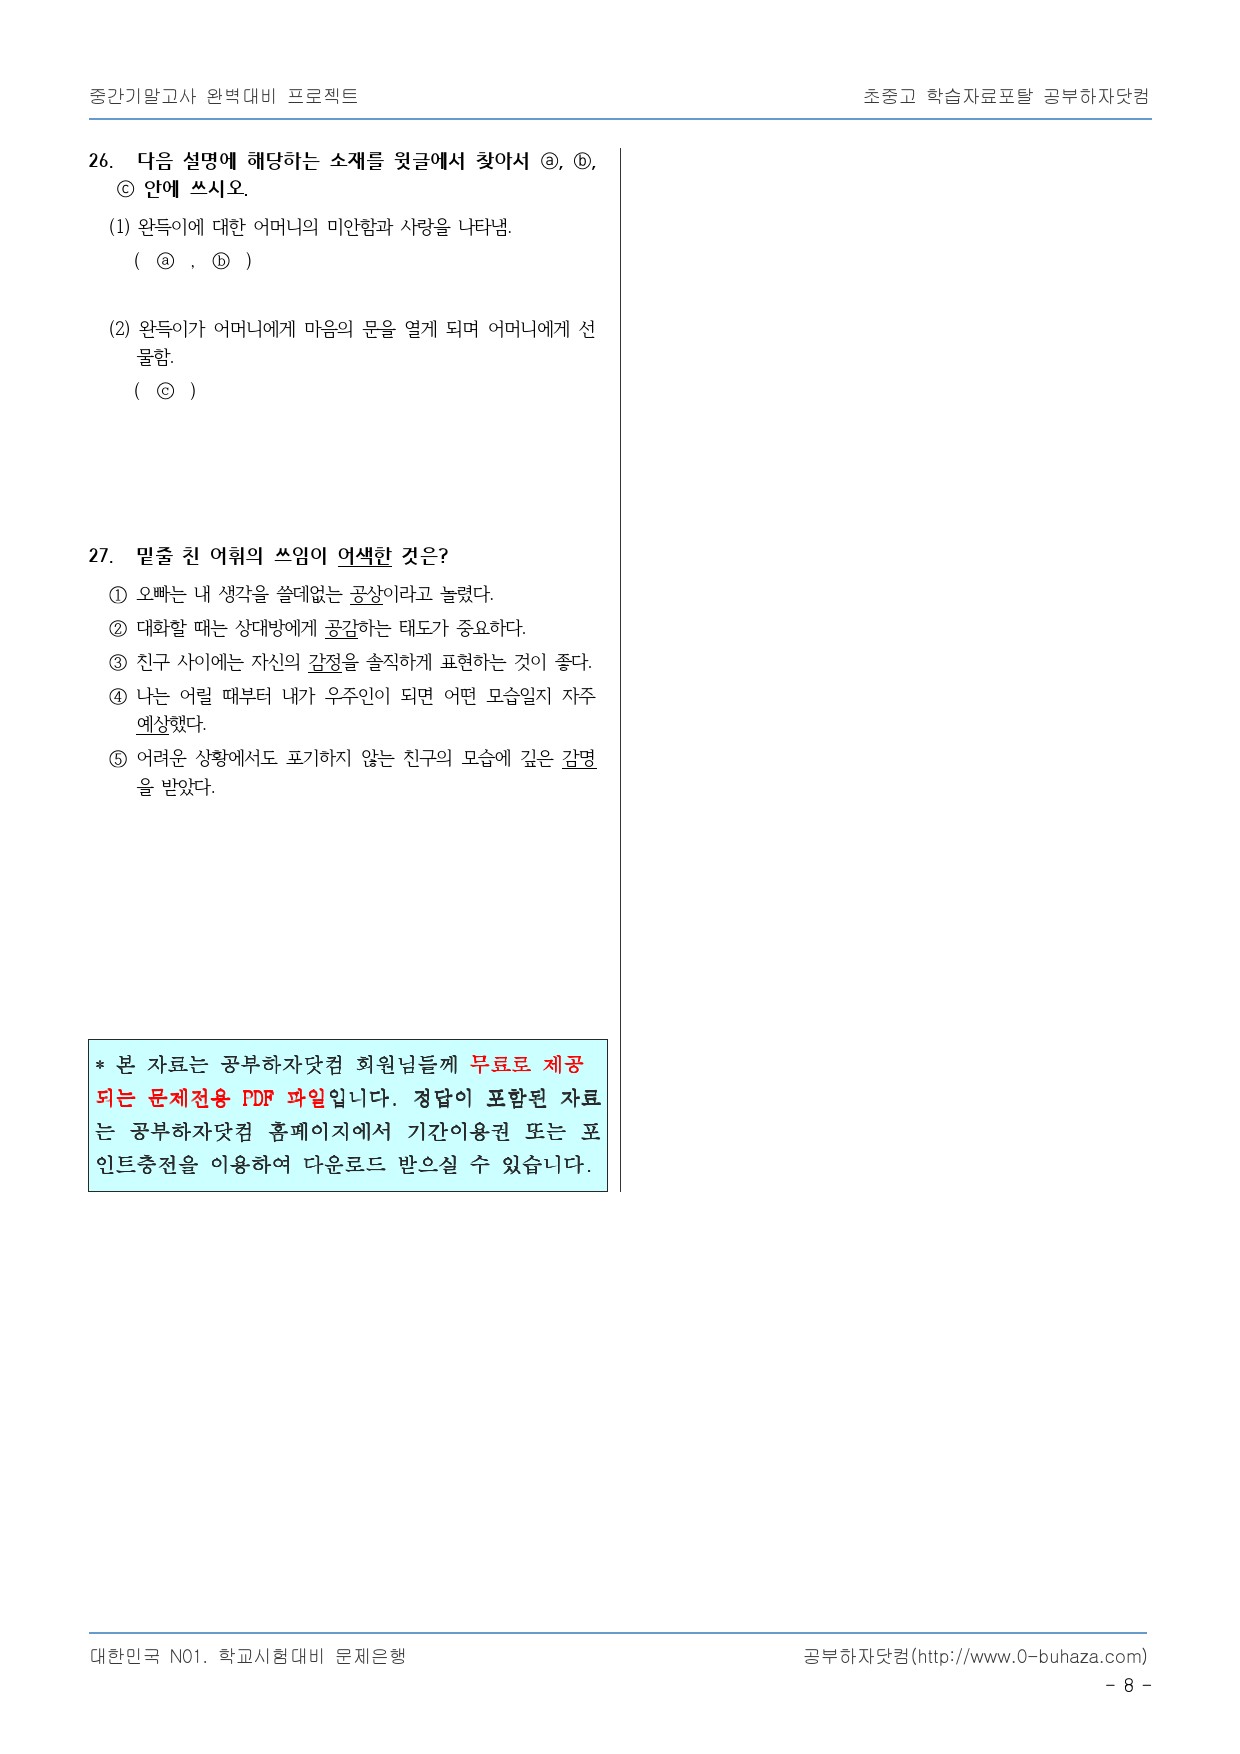 중간기말고사 완벽대비 프로젝트
초중고 학습자료포탈 공부하자닷컴
26. 다음 설명에 해당하는 소재를 윗글에서 찾아서 ⓐ, ⓑ,
ⓒ 안에 쓰시오.
(1) 완득이에 대한 어머니의 미안함과 사랑을 나타냄.
( ⓐ , ⓑ )
(2) 완득이가 어머니에게 마음의 문을 열게 되며 어머니에게 선
물함.
( ⓒ )
27. 밑줄 친 어휘의 쓰임이 어색한 것은?
① 오빠는 내 생각을 쓸데없는 공상이라고 놀렸다.
② 대화할 때는 상대방에게 공감하는 태도가 중요하다.
③ 친구 사이에는 자신의 감정을 솔직하게 표현하는 것이 좋다.
④ 나는 어릴 때부터 내가 우주인이 되면 어떤 모습일지 자주
예상했다.
⑤ 어려운 상황에서도 포기하지 않는 친구의 모습에 깊은 감명
을 받았다.
* 본 자료는 공부하자닷컴 회원님들께 무료로 제공
되는 문제전용 PDF 파일입니다. 정답이 포함된 자료
는 공부하자닷컴 홈페이지에서 기간이용권 또는 포
인트충전을 이용하여 다운로드 받으실 수 있습니다.
대한민국 N01. 학교시험대비 문제은행
공부하자닷컴(http://www.0-buhaza.com)
- 8 -